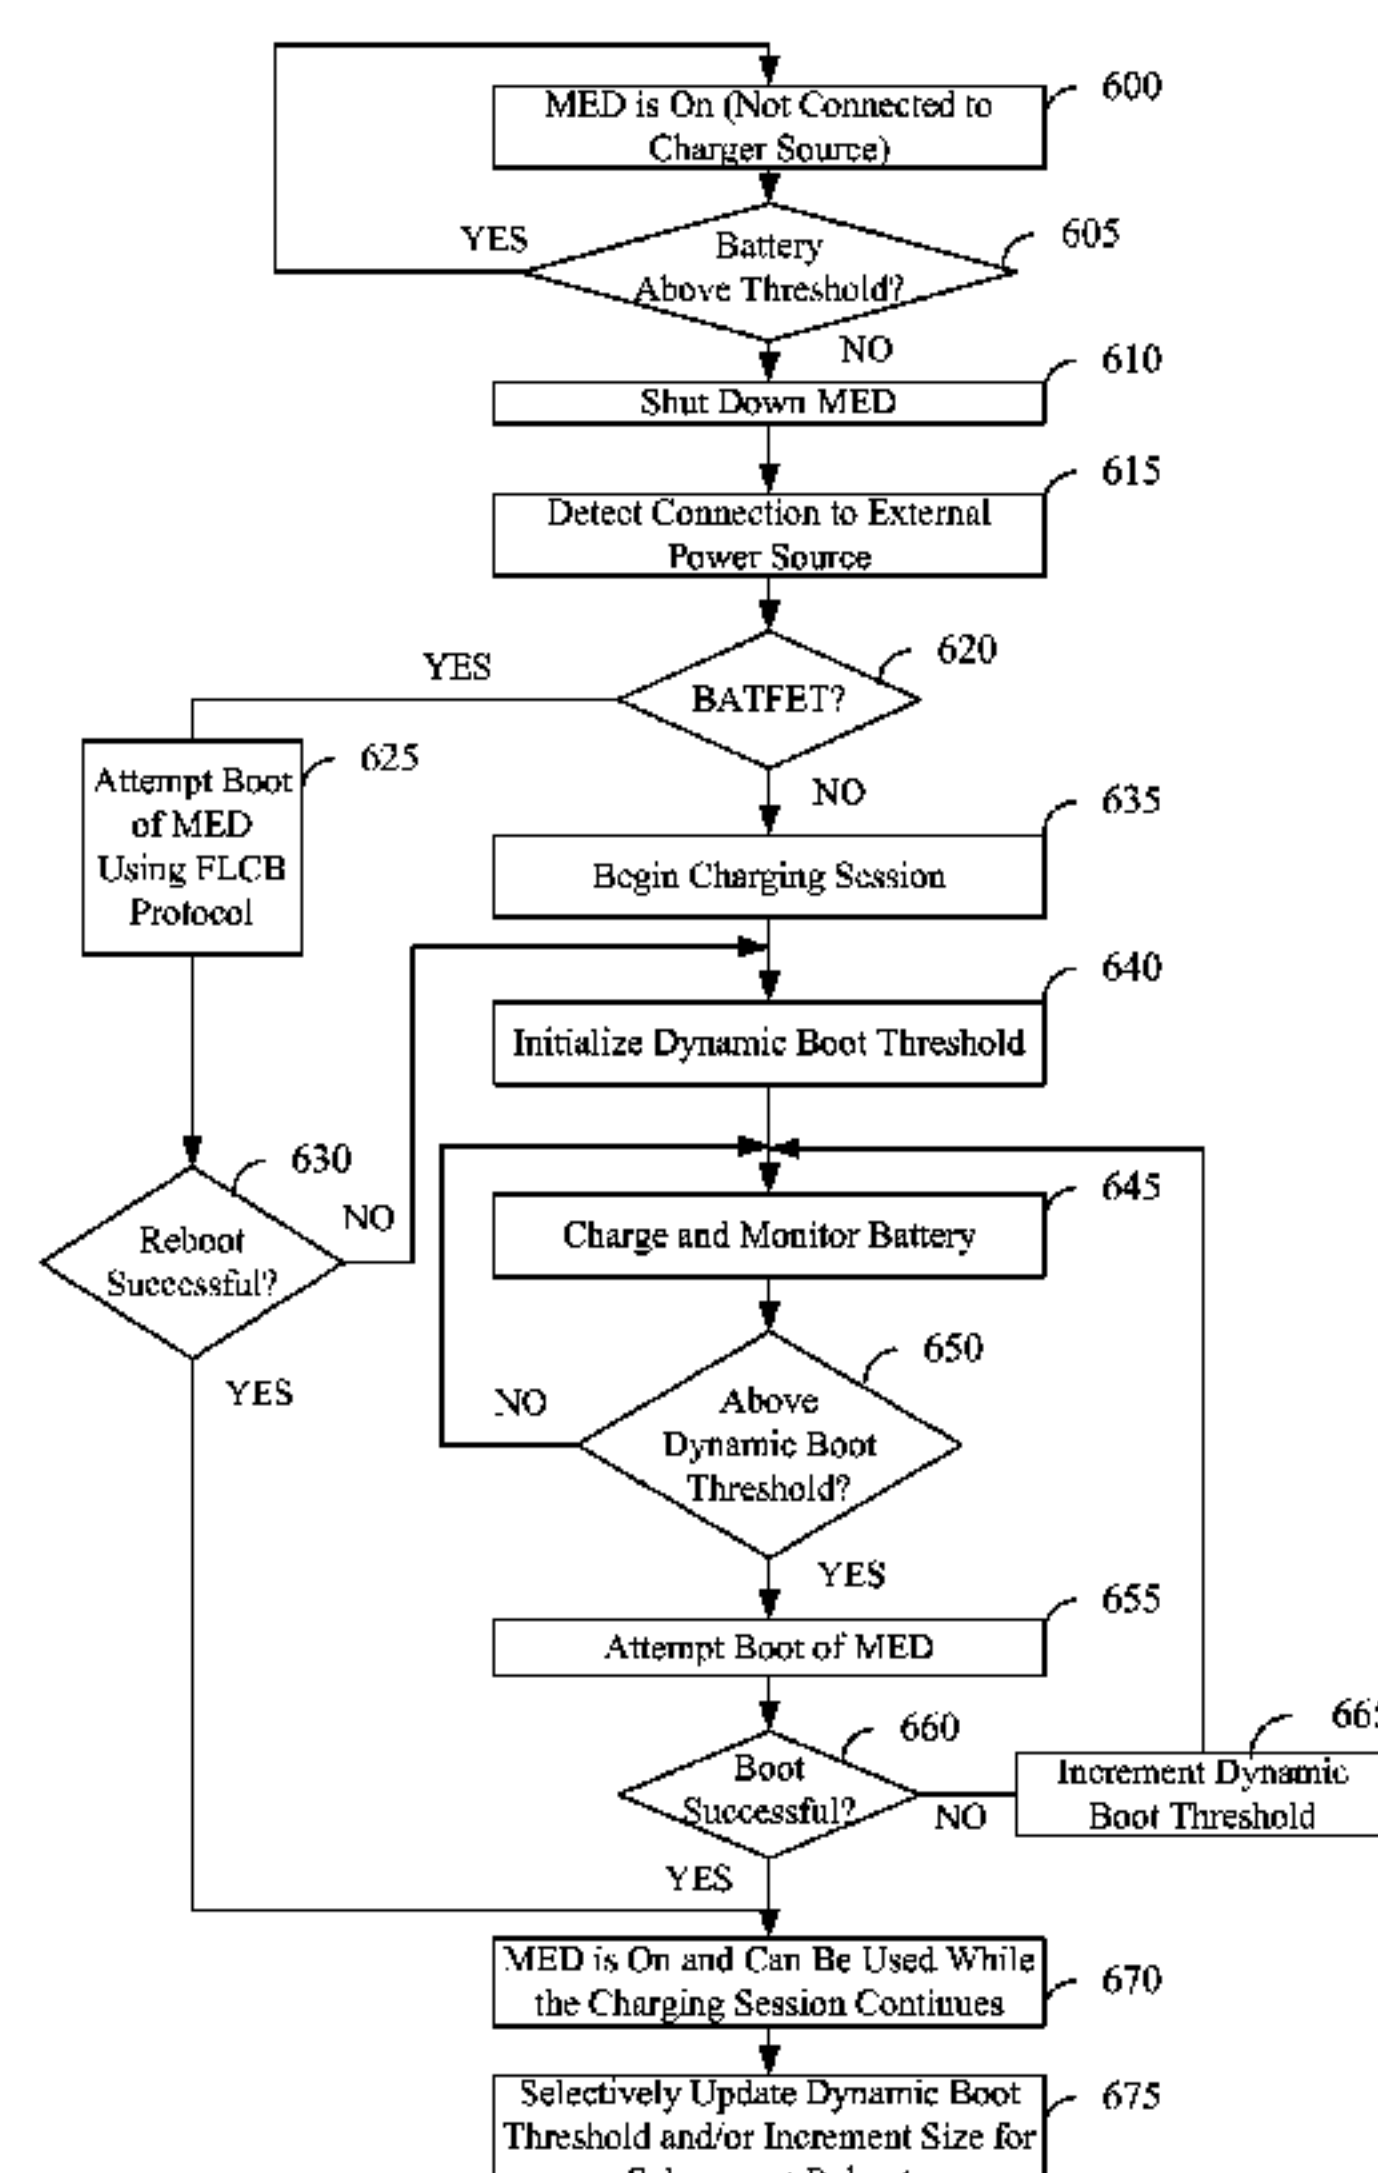 600
MED is On (Not Connected to
Charger Source)
605
YES
Battery
Above Threshold?
NO
610
Shut Down MED
615
Detect Connection to External
Power Source
620
YES
BATFET?
625
Attempt Boot
of MED
Using FLCB
Protocol
NO
635
Begin Charging Session
640
Initialize Dynamic Boot Threshold
630
NO
Reboot
Successful?
YES
645
Charge and Monitor Battery
650
NO
Above
Dynamic Boot
Threshold?
YES
655
Attempt Boot of MED
660
Boot
Successful?
NO
665
Increment Dynamic
Boot Threshold
YES
670
MED is On and Can Be Used While
the Charging Session Continues
675
Selectively Update Dynamic Boot
Threshold and/or Increment Size for